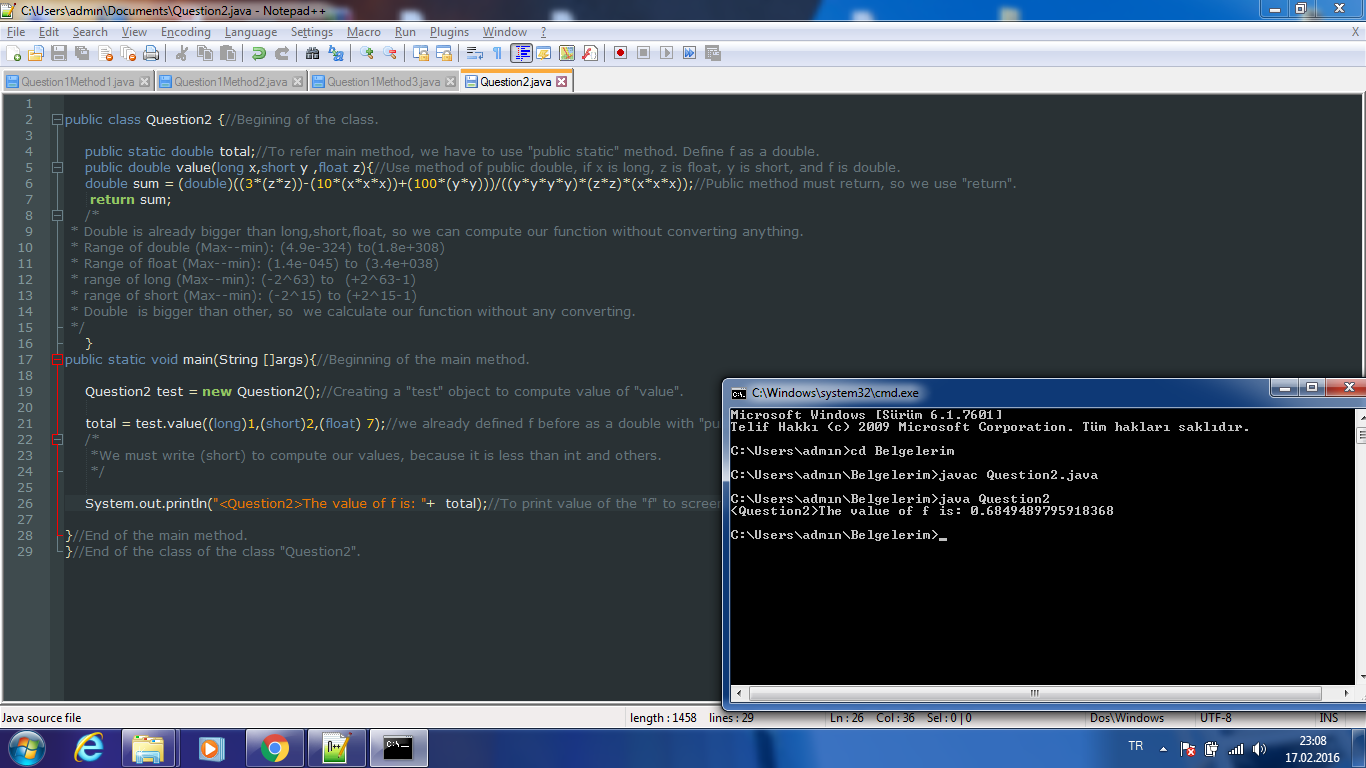 C:\Users\admın\Documents\Question2.java - Notepad++
File Edit Search View Encoding Language Settings Macro Run Plugins Window ? X
Question1Method1.java Question1Method2.java Question1Method3.java Question2.java
1
2 public class Question2 {//Begining of the class.
3
4 public static double total;//To refer main method, we have to use "public static" method. Define f as a double.
5 public double value(long x,short y ,float z){//Use method of public double, if x is long, z is float, y is short, and f is double.
6 double sum = (double)((3*(z*z))-(10*(x*x*x))+(100*(y*y)))/((y*y*y*y)*(z*z)*(x*x*x));//Public method must return, so we use "return".
7 return sum;
8 /*
9 * Double is already bigger than long,short,float, so we can compute our function without converting anything.
10 * Range of double (Max--min): (4.9e-324) to(1.8e+308)
11 * Range of float (Max--min): (1.4e-045) to (3.4e+038)
12 * range of long (Max--min): (-2^63) to  (+2^63-1)
13 * range of short (Max--min): (-2^15) to (+2^15-1)
14 * Double  is bigger than other, so  we calculate our function without any converting.
15 */
16 }
17 public static void main(String []args){//Beginning of the main method.
18
19 Question2 test = new Question2();//Creating a "test" object to compute value of "value".
20
21 total = test.value((long)1,(short)2,(float) 7);//we already defined f before as a double with "pu
22 /*
23 *We must write (short) to compute our values, because it is less than int and others.
24 */
25
26 System.out.println("<Question2>The value of f is: "+  total);//To print value of the "f" to screen
27
28 }//End of the main method.
29 }//End of the class of the class "Question2".
C:\Windows\system32\cmd.exe
Microsoft Windows [Sürüm 6.1.7601]
Telif Hakkı (c) 2009 Microsoft Corporation. Tüm hakları saklıdır.
C:\Users\admın>cd Belgelerim
C:\Users\admın\Belgelerim>javac Question2.java
C:\Users\admın\Belgelerim>java Question2
<Question2>The value of f is: 0.6849489795918368
C:\Users\admın\Belgelerim>_
Java source file length : 1458 lines : 29 Ln : 26 Col : 36 Sel : 0 | 0 Dos\Windows UTF-8 INS
TR 23:08
17.02.2016